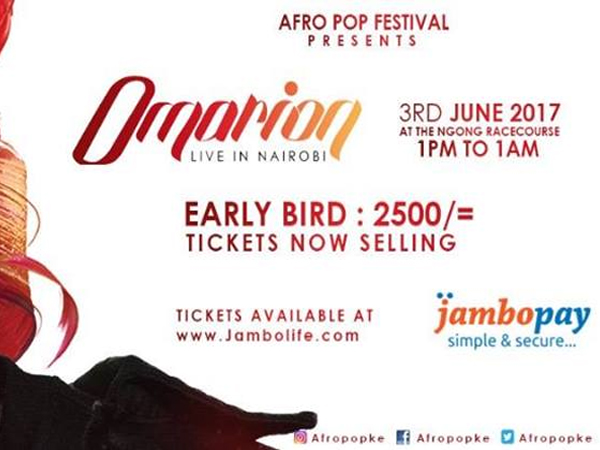 AFRO POP FESTIVAL
PRESENTS
Omarion
LIVE IN NAIROBI
3RD JUNE 2017
AT THE NGONG RACECOURSE
1PM TO 1AM
EARLY BIRD : 2500/=
TICKETS NOW SELLING
TICKETS AVAILABLE AT
www.Jambolife.com
jambopay
simple & secure...
Afropopke Afropopke Afropopke